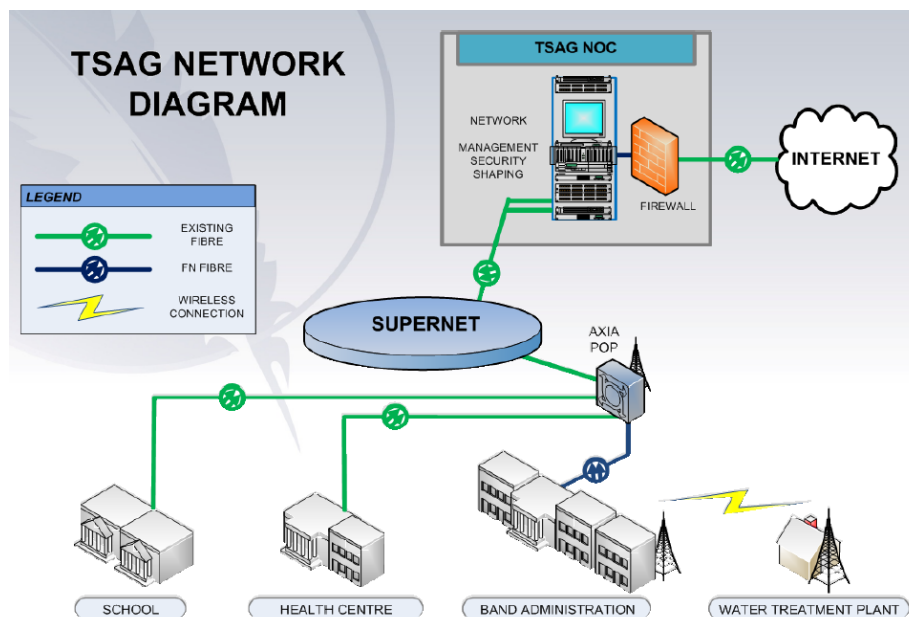 TSAG NETWORK
DIAGRAM
TSAG NOC
NETWORK
MANAGEMENT
SECURITY
SHAPING
FIREWALL
INTERNET
LEGEND
EXISTING
FIBRE
FN FIBRE
WIRELESS
CONNECTION
SUPERNET
AXIA
POP
SCHOOL
HEALTH CENTRE
BAND ADMINISTRATION
WATER TREATMENT PLANT